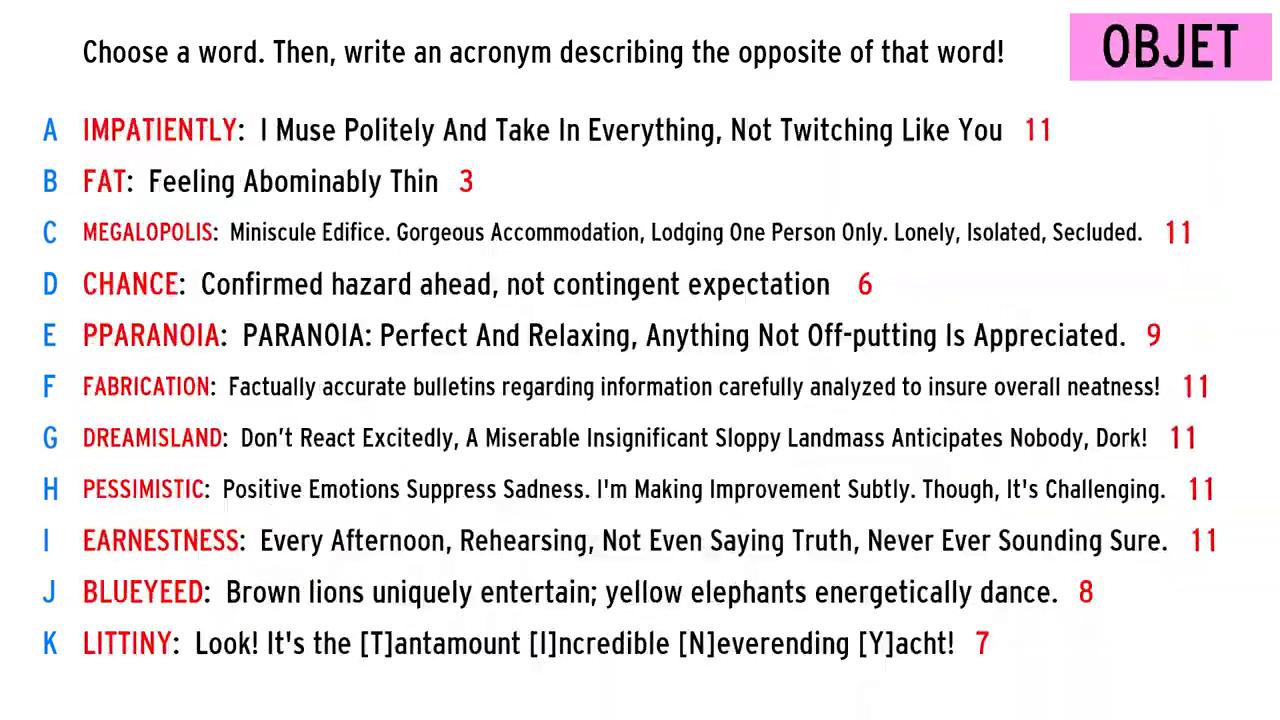 Choose a word. Then, write an acronym describing the opposite of that word!
OBJET
A IMPATIENTLY: I Muse Politely And Take In Everything, Not Twitching Like You 11
B FAT: Feeling Abominably Thin 3
C MEGALOPOLIS: Miniscule Edifice. Gorgeous Accommodation, Lodging One Person Only. Lonely, Isolated, Secluded. 11
D CHANCE: Confirmed hazard ahead, not contingent expectation 6
E PPARANOIA: PARANOIA: Perfect And Relaxing, Anything Not Off-putting Is Appreciated. 9
F FABRICATION: Factually accurate bulletins regarding information carefully analyzed to insure overall neatness! 11
G DREAMISLAND: Don't React Excitedly, A Miserable Insignificant Sloppy Landmass Anticipates Nobody, Dork! 11
H PESSIMISTIC: Positive Emotions Suppress Sadness. I'm Making Improvement Subtly. Though, It's Challenging. 11
I EARNESTNESS: Every Afternoon, Rehearsing, Not Even Saying Truth, Never Ever Sounding Sure. 11
J BLUEYEED: Brown lions uniquely entertain; yellow elephants energetically dance. 8
K LITTINY: Look! It's the [T]antamount [I]ncredible [N]everending [Y]acht! 7